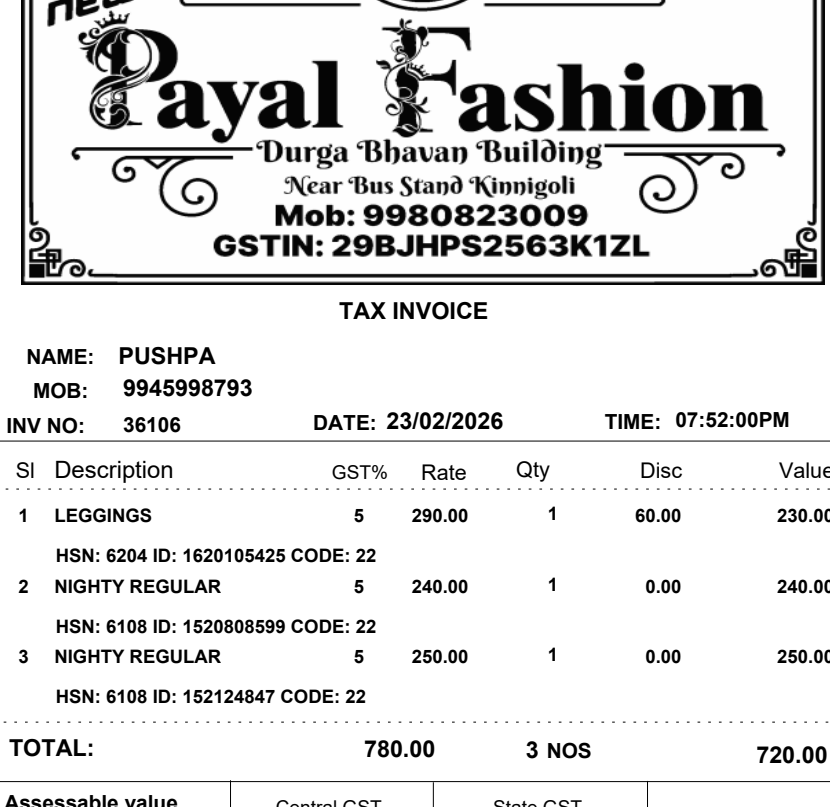 new
Payal Fashion
Durga Bhavan Building
Near Bus Stand Kinnigoli
Mob: 9980823009
GSTIN: 29BJHPS2563K1ZL
TAX INVOICE
NAME: PUSHPA
MOB: 9945998793
INV NO: 36106 DATE: 23/02/2026 TIME: 07:52:00PM
Sl Description GST% Rate Qty Disc Value
1 LEGGINGS 5 290.00 1 60.00 230.00
HSN: 6204 ID: 1620105425 CODE: 22
2 NIGHTY REGULAR 5 240.00 1 0.00 240.00
HSN: 6108 ID: 1520808599 CODE: 22
3 NIGHTY REGULAR 5 250.00 1 0.00 250.00
HSN: 6108 ID: 152124847 CODE: 22
TOTAL: 780.00 3 NOS 720.00
Assessable value Central GST State GST